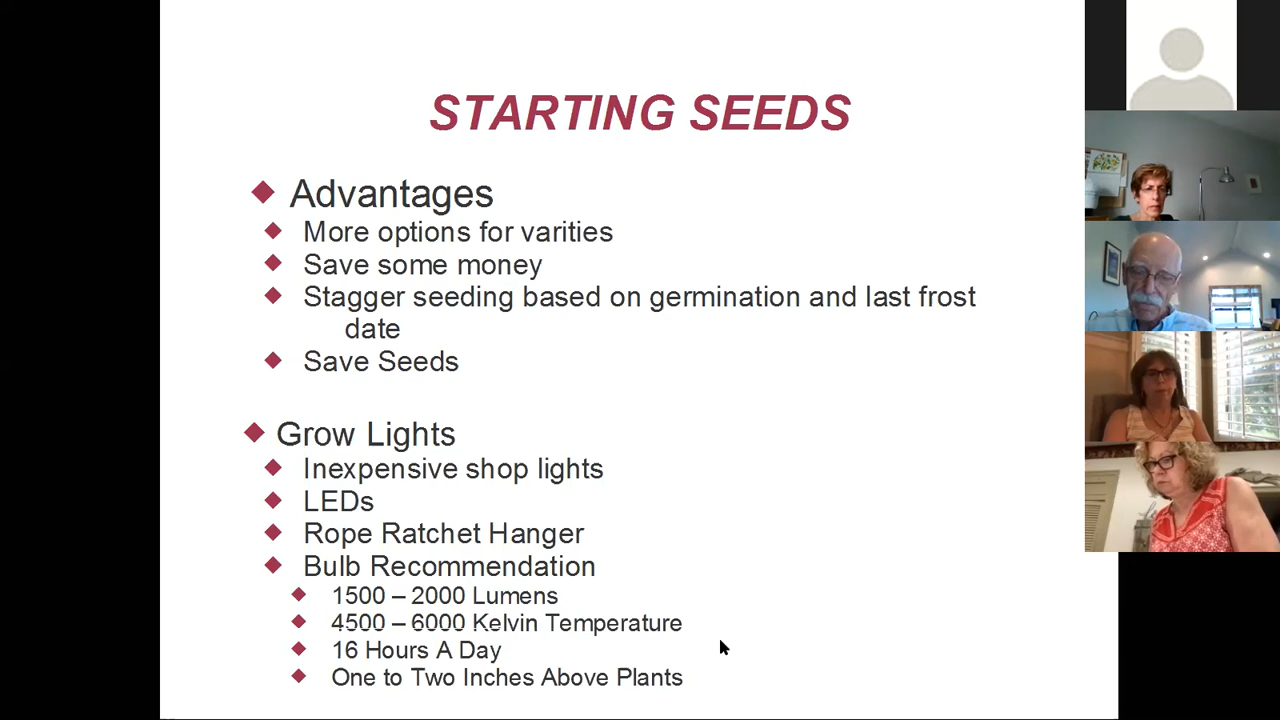 STARTING SEEDS
Advantages
More options for varities
Save some money
Stagger seeding based on germination and last frost
date
Save Seeds
Grow Lights
Inexpensive shop lights
LEDs
Rope Ratchet Hanger
Bulb Recommendation
1500 – 2000 Lumens
4500 – 6000 Kelvin Temperature
16 Hours A Day
One to Two Inches Above Plants